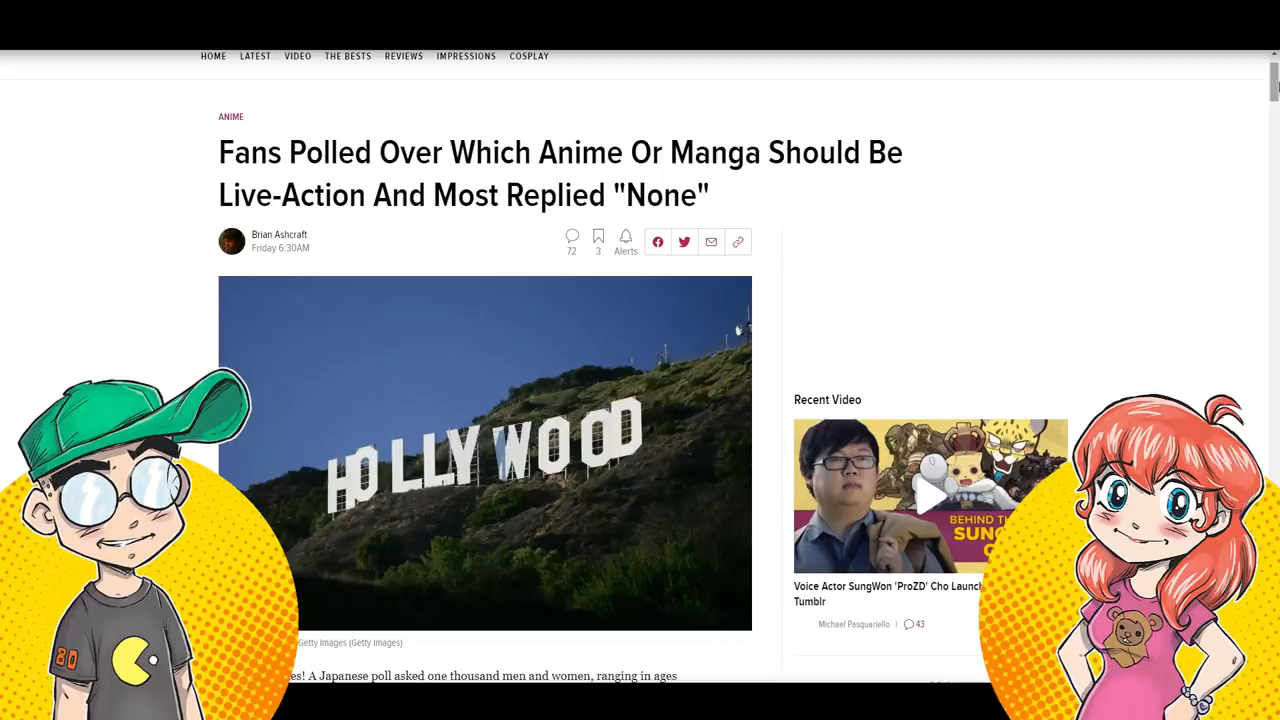 HOME LATEST VIDEO THE BESTS REVIEWS IMPRESSIONS COSPLAY
ANIME
Fans Polled Over Which Anime Or Manga Should Be
Live-Action And Most Replied "None"
Brian Ashcraft
Friday 6:30AM
72
3
Alerts
HOLLYWOOD
Getty Images (Getty Images)
es! A Japanese poll asked one thousand men and women, ranging in ages
Recent Video
BEHIND TH
SUNG
Voice Actor SungWon 'ProZD' Cho Launch
Tumblr
Michael Pasquariello | 43
80